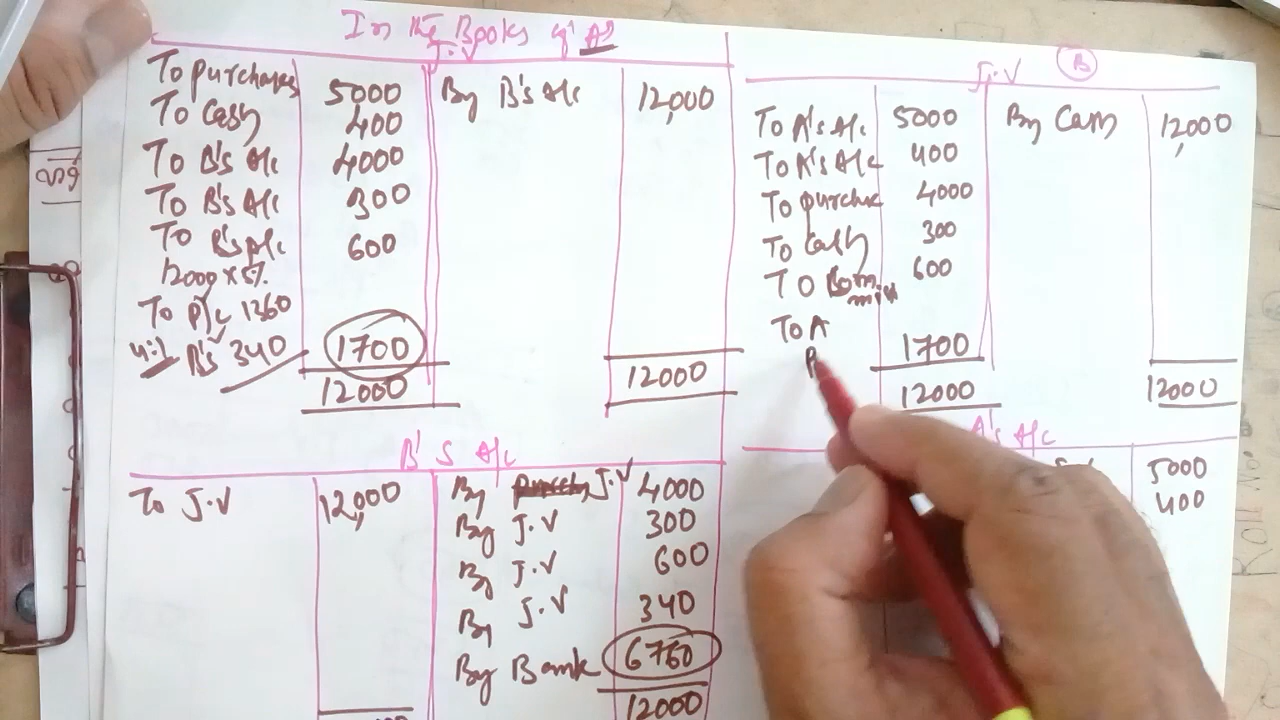 In the Books of A
J.V
To purchases 5000 By B's A/c 12,000
To Cash 400
To B's A/c 4000
To B's A/c 300
To B's A/c 600
12000 x 5%
To P/L 1360
4:1 B's 340 1700
12000 12000
B's A/c
To J.V 12,000 By J.V 4000
By J.V 300
By J.V 600
By J.V 340
By Bank 6760
12000
B
J.V
To A's A/c 5000 By Cash 12000
To A's A/c 400
To purchase 4000
To Cash 300
To Commission 600
To A
1700
12000 12000
A's A/c
5000
400